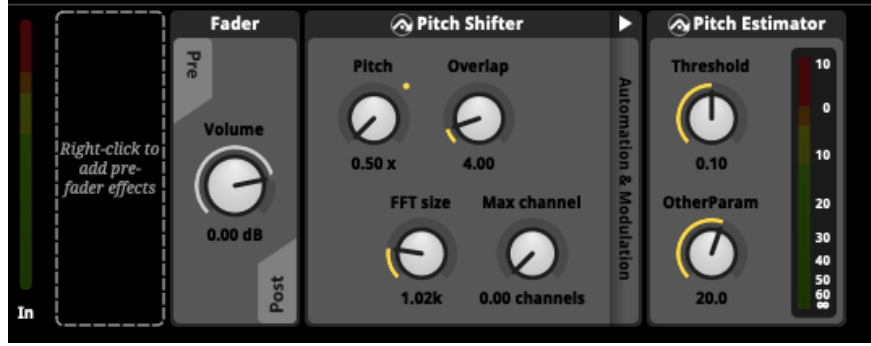 In
Right-click to
add pre-
fader effects
Fader
Pre
Volume
0.00 dB
Post
Pitch Shifter
Pitch
Overlap
0.50 x
4.00
FFT size
Max channel
1.02k
0.00 channels
Automation & Modulation
Pitch Estimator
Threshold
0.10
OtherParam
20.0
10
0
10
20
30
40
50
60
∞